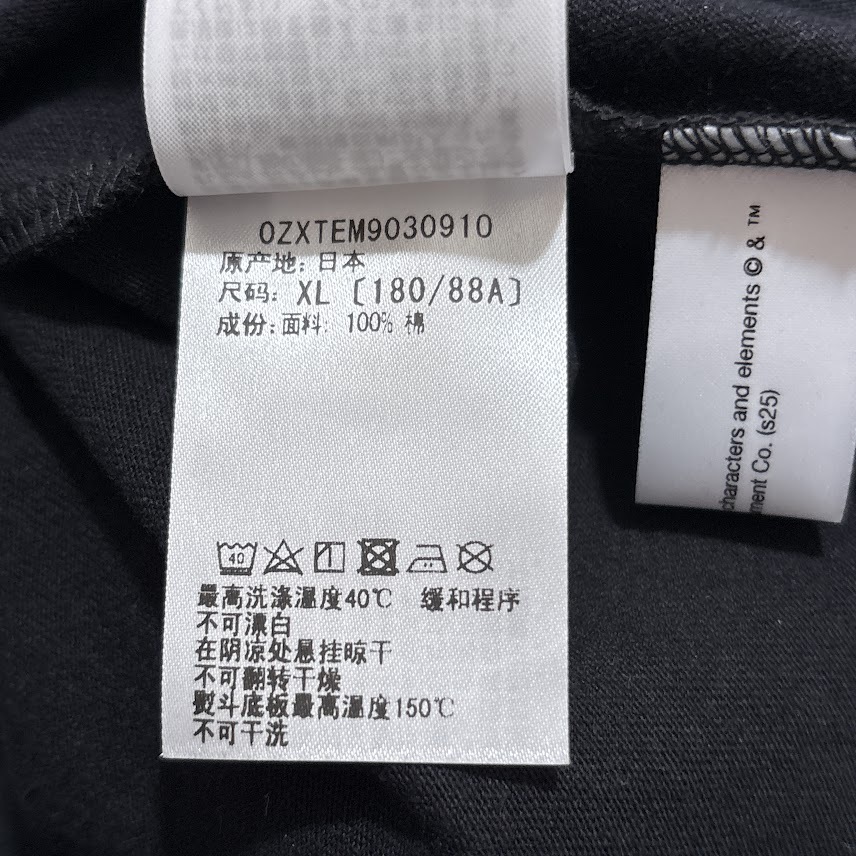 0ZXTEM9030910
原产地: 日本
尺码: XL [180/88A]
成份: 面料: 100% 棉
40
最高洗涤温度40℃ 缓和程序
不可漂白
在阴凉处悬挂晾干
不可翻转干燥
熨斗底板最高温度150℃
不可干洗
characters and elements © & ™
ment Co. (s25)